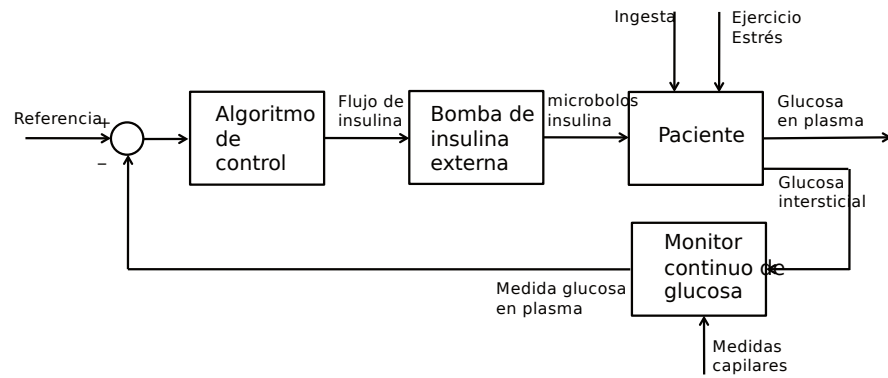 Ingesta
Ejercicio
Estrés
Referencia
+
−
Algoritmo
de
control
Flujo de
insulina
Bomba de
insulina
externa
microbolos
insulina
Paciente
Glucosa
en plasma
Glucosa
intersticial
Monitor
continuo de
glucosa
Medida glucosa
en plasma
Medidas
capilares